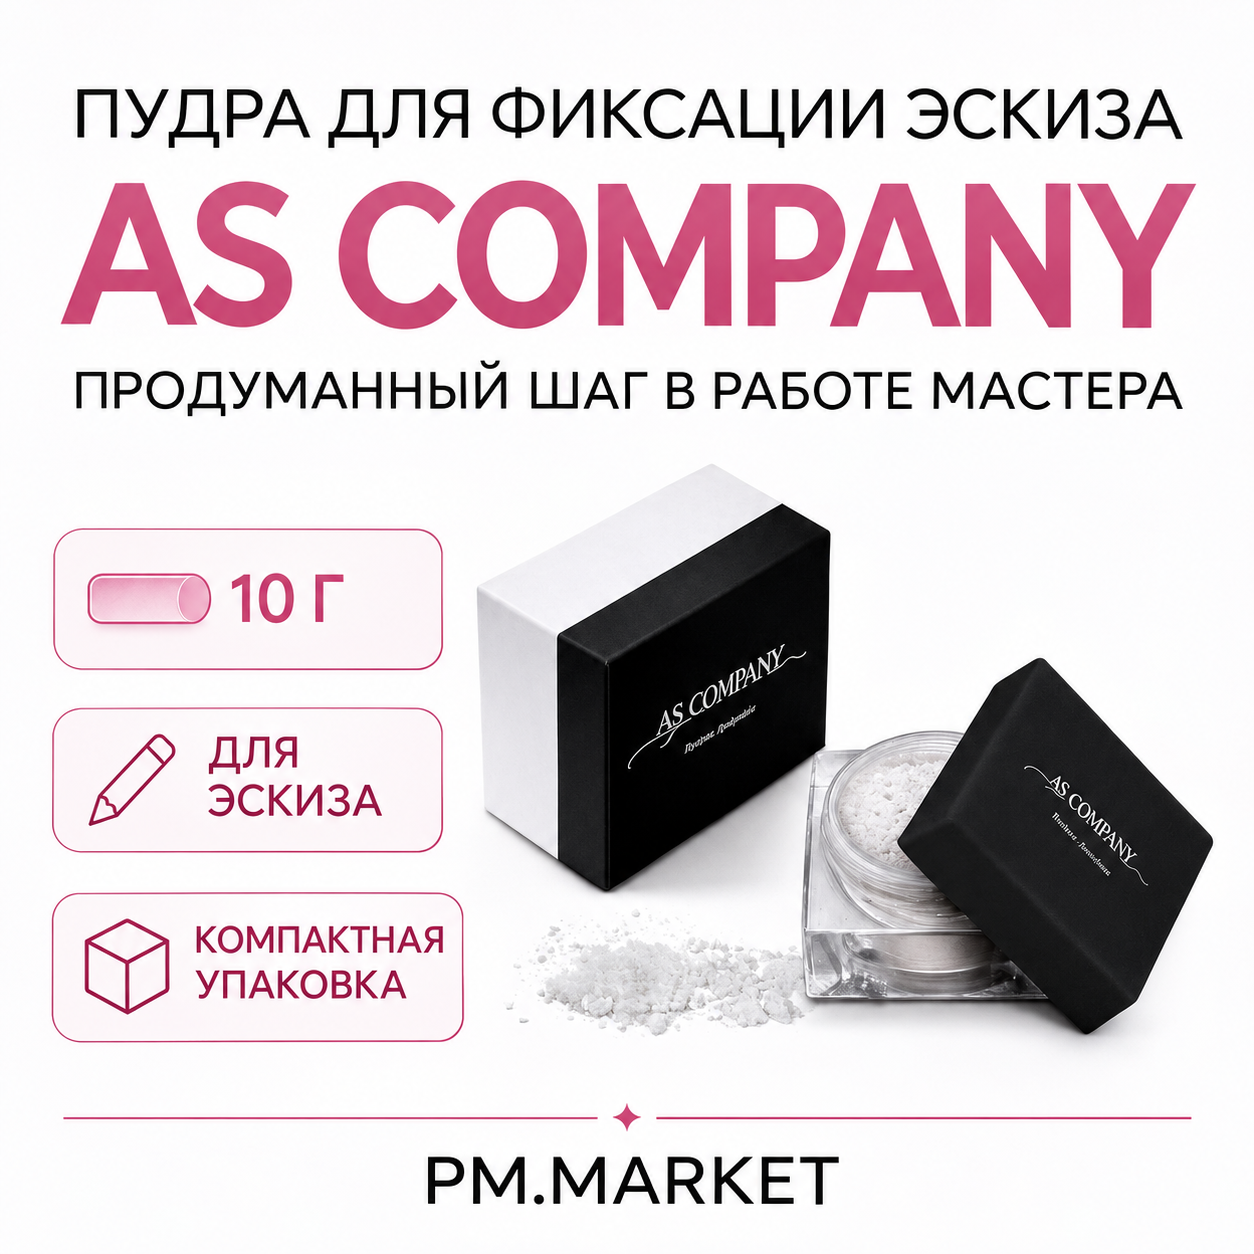 ПУДРА ДЛЯ ФИКСАЦИИ ЭСКИЗА
AS COMPANY
ПРОДУМАННЫЙ ШАГ В РАБОТЕ МАСТЕРА
10 Г
ДЛЯ
ЭСКИЗА
КОМПАКТНАЯ
УПАКОВКА
AS COMPANY
AS COMPANY
PM.MARKET